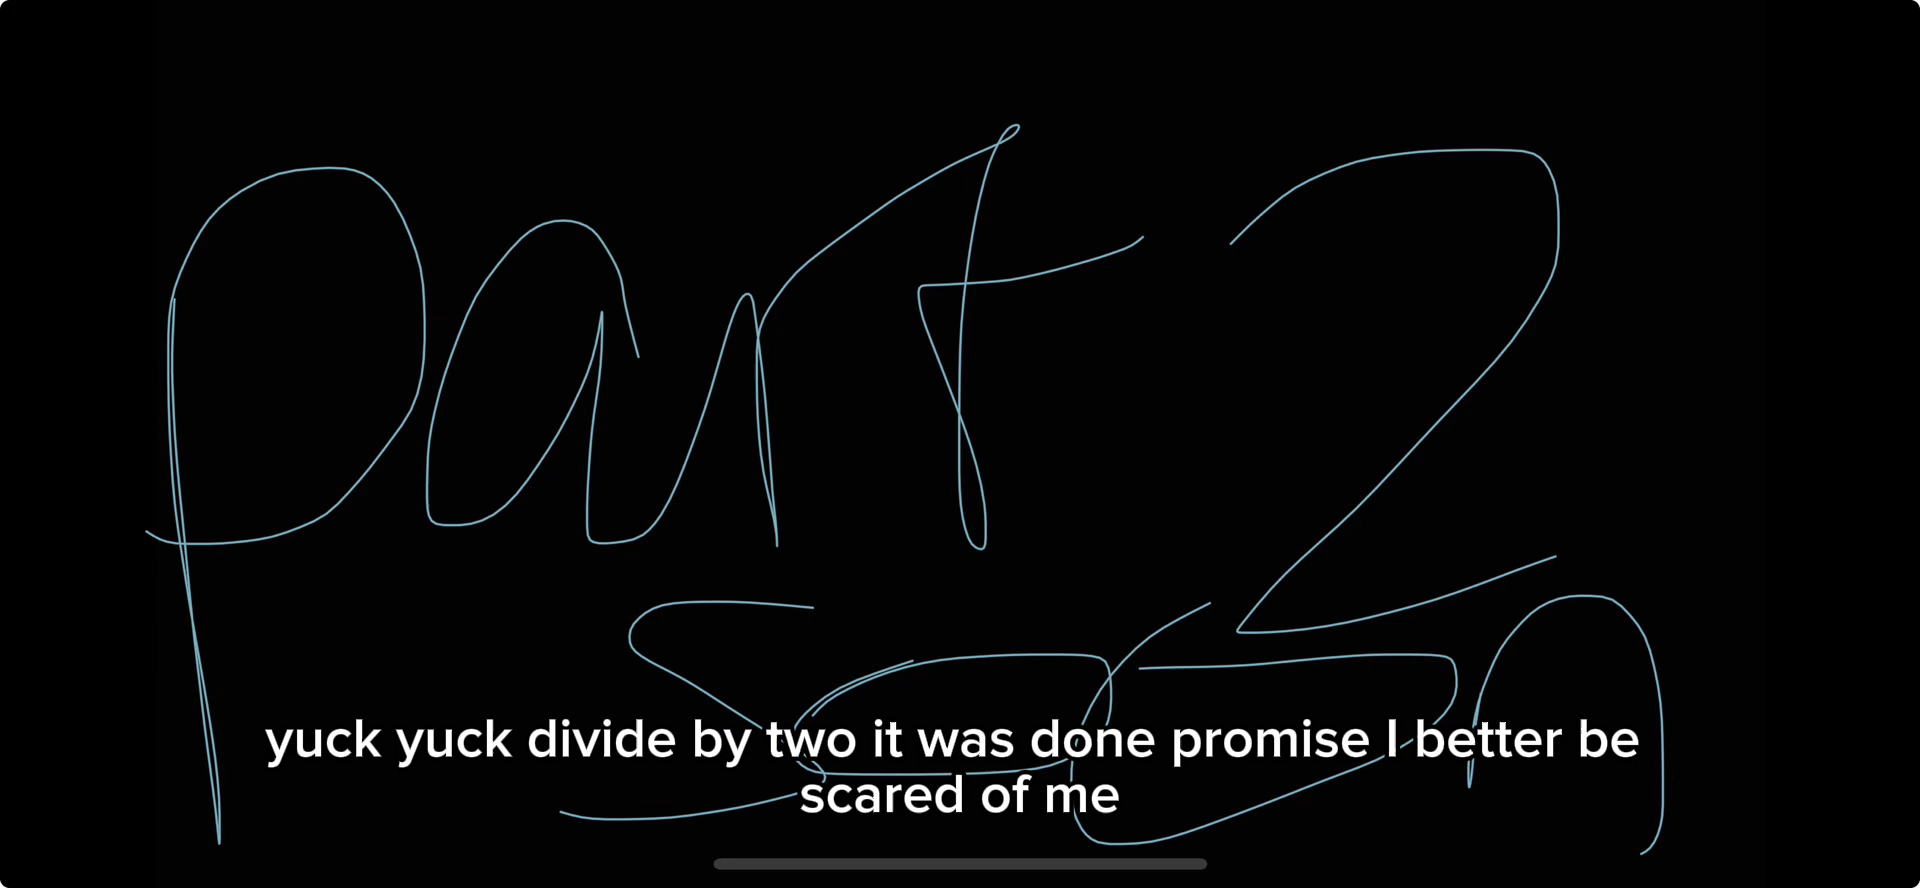 part 2
soon
yuck yuck divide by two it was done promise I better be
scared of me